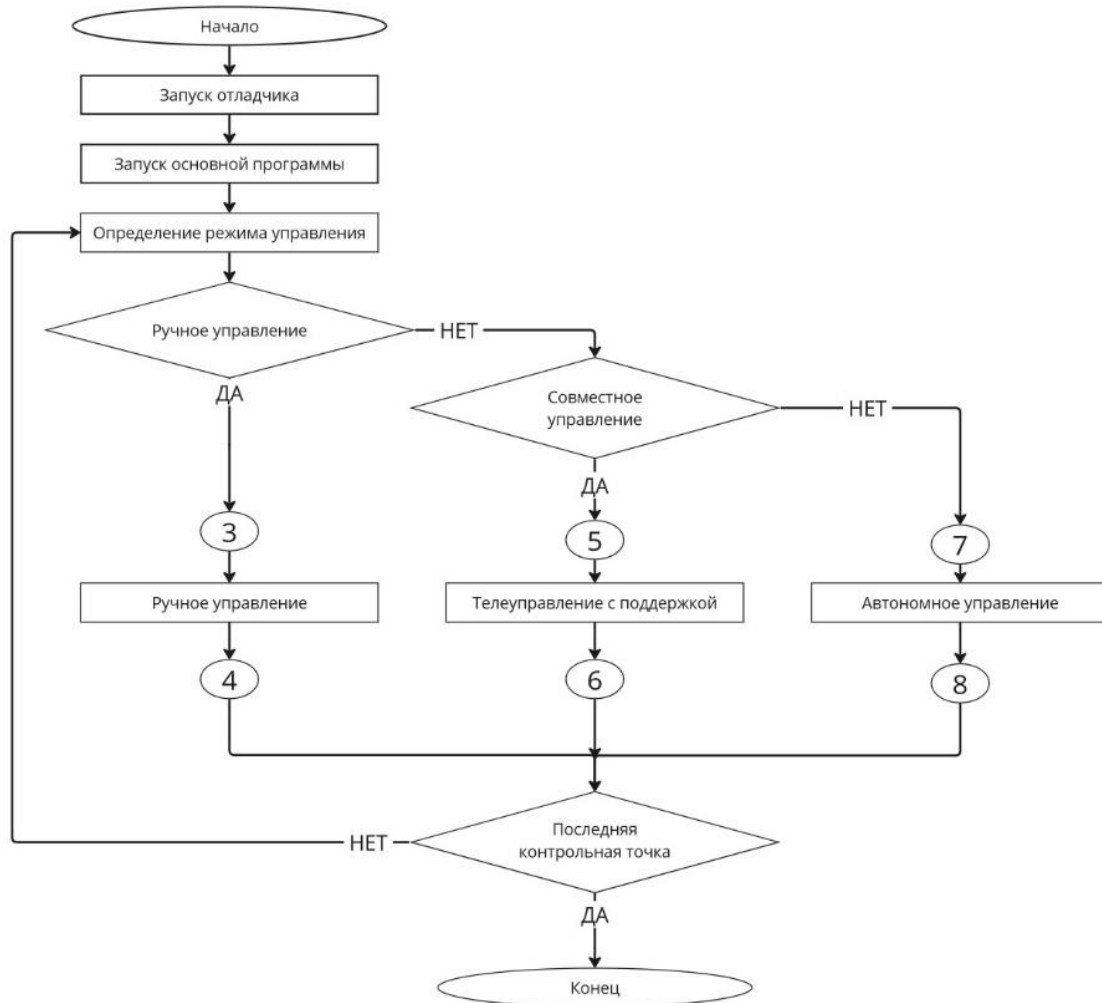 Начало
Запуск отладчика
Запуск основной программы
Определение режима управления
Ручное управление
НЕТ
Совместное
управление
НЕТ
ДА
ДА
3
5
7
Ручное управление
Телеуправление с поддержкой
Автономное управление
4
6
8
Последняя
контрольная точка
НЕТ
ДА
Конец